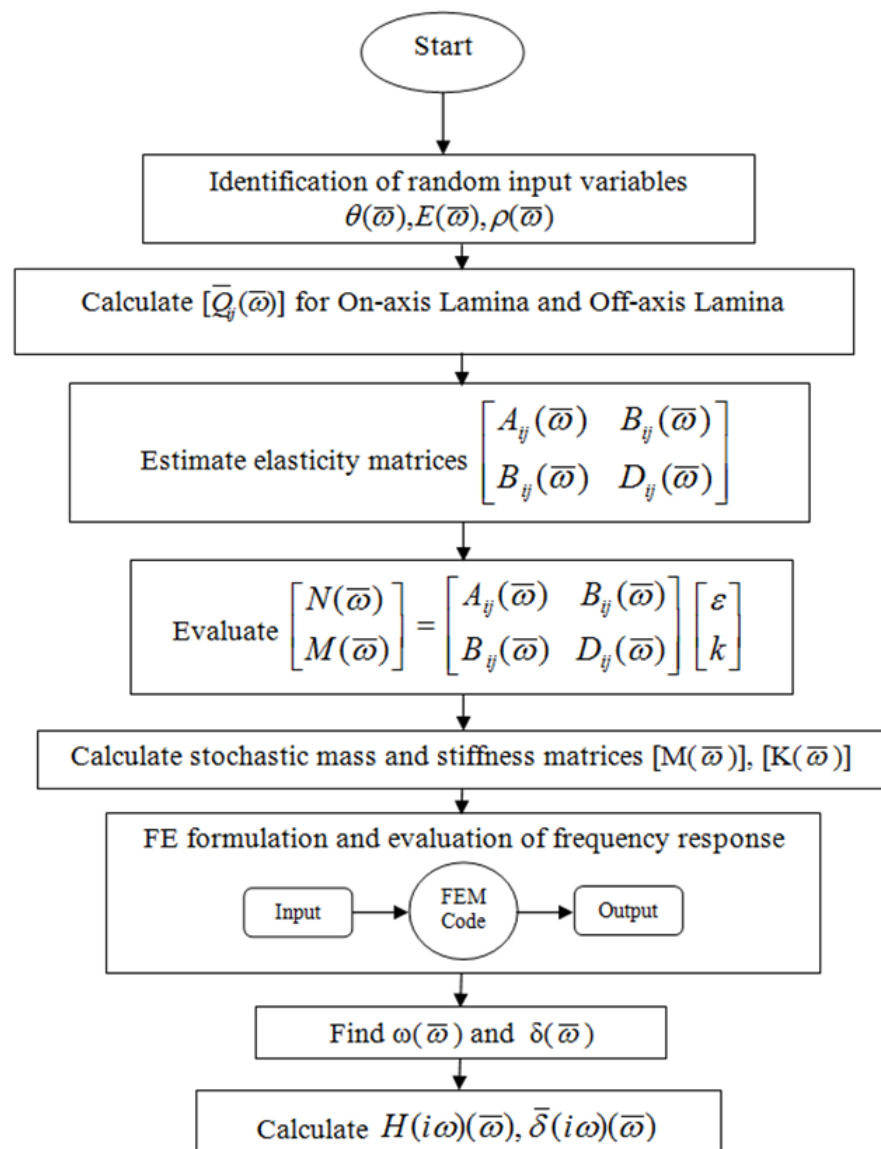 Start
Identification of random input variables
θ(ϖ̅),E(ϖ̅),ρ(ϖ̅)
Calculate [Q̅ij(ϖ̅)] for On-axis Lamina and Off-axis Lamina
Estimate elasticity matrices [Aij(ϖ̅) Bij(ϖ̅)
Bij(ϖ̅) Dij(ϖ̅)]
Evaluate [N(ϖ̅) M(ϖ̅)] = [Aij(ϖ̅) Bij(ϖ̅)
Bij(ϖ̅) Dij(ϖ̅)] [ε k]
Calculate stochastic mass and stiffness matrices [M(ϖ̅)], [K(ϖ̅)]
FE formulation and evaluation of frequency response
Input
FEM
Code
Output
Find ω(ϖ̅) and δ(ϖ̅)
Calculate H(iω)(ϖ̅), δ̅(iω)(ϖ̅)